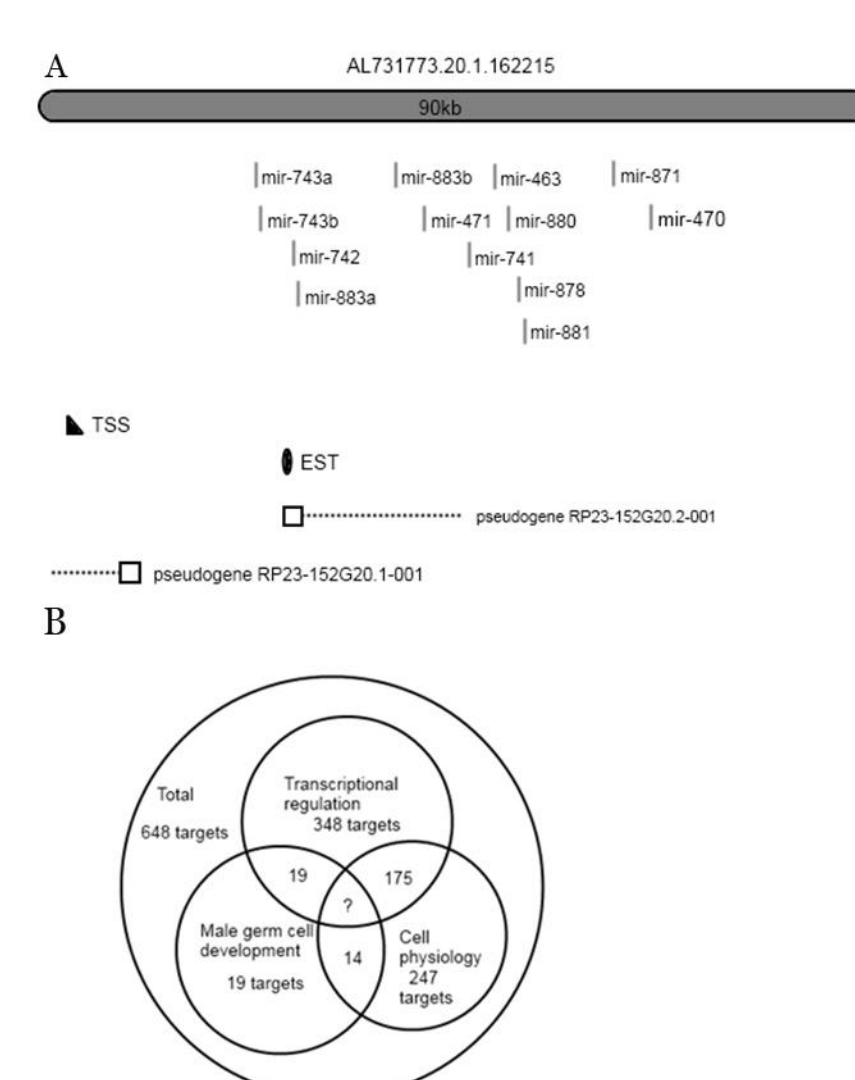 A
AL731773.20.1.162215
90kb
mir-743a
mir-883b
mir-463
mir-871
mir-743b
mir-471
mir-880
mir-470
mir-742
mir-741
mir-883a
mir-878
mir-881
TSS
EST
pseudogene RP23-152G20.2-001
pseudogene RP23-152G20.1-001
B
Total
648 targets
Transcriptional
regulation
348 targets
19
175
?
Male germ cell
development
19 targets
14
Cell
physiology
247
targets